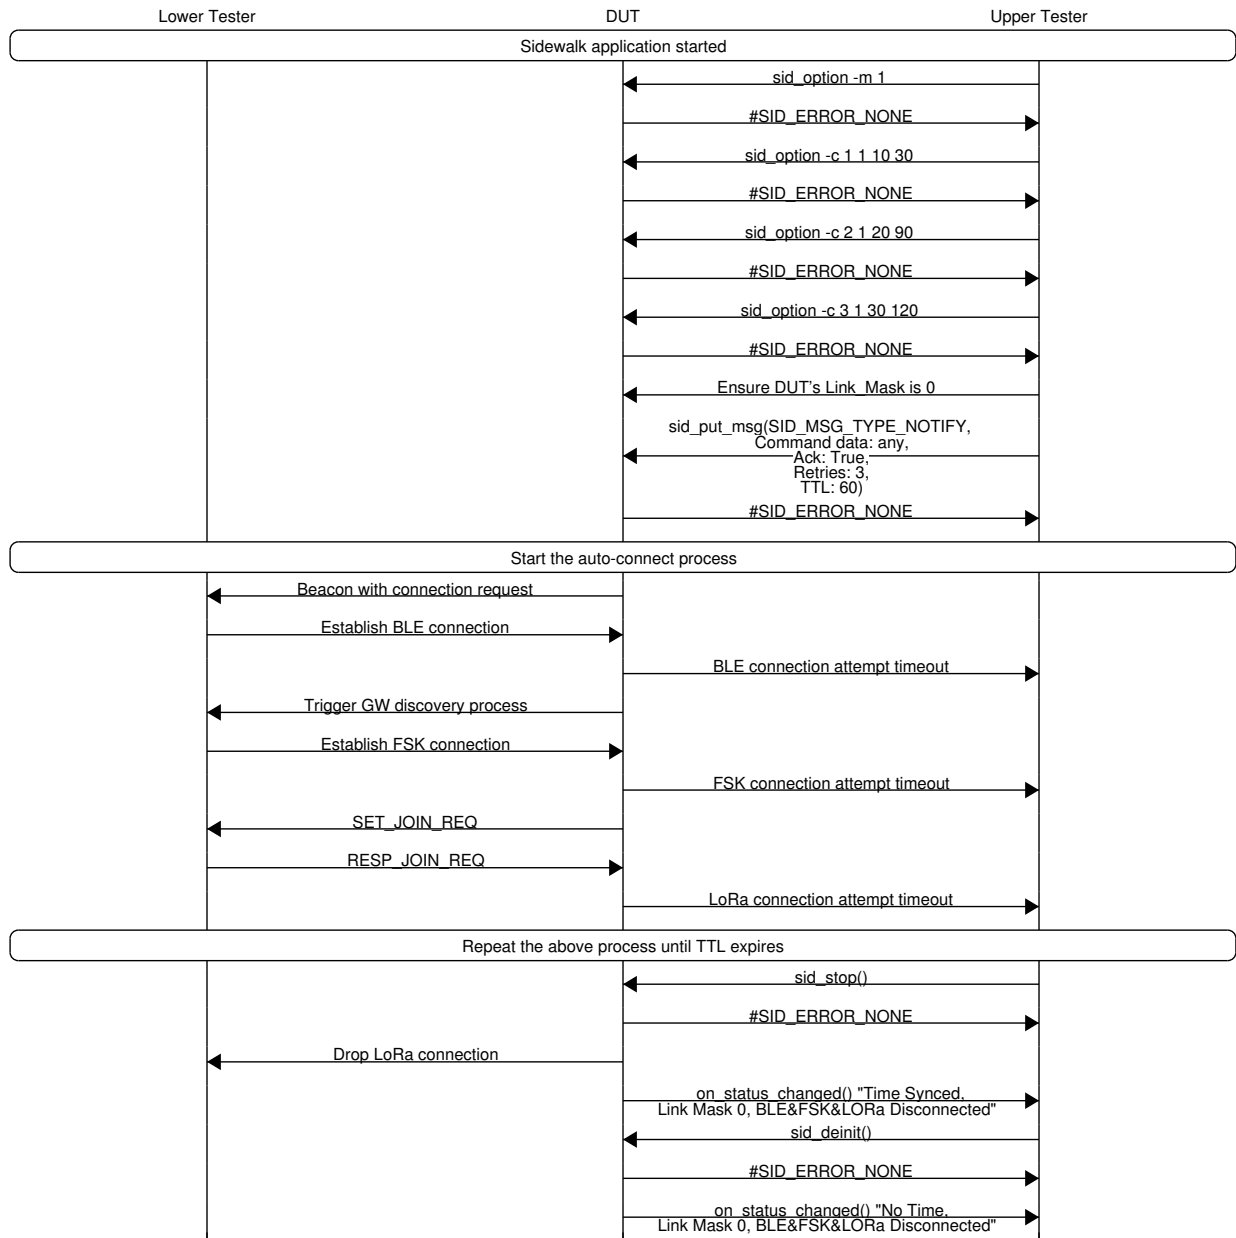 Lower Tester
DUT
Upper Tester
Sidewalk application started
sid_option -m 1
#SID_ERROR_NONE
sid_option -c 1 1 10 30
#SID_ERROR_NONE
sid_option -c 2 1 20 90
#SID_ERROR_NONE
sid_option -c 3 1 30 120
#SID_ERROR_NONE
Ensure DUT's Link_Mask is 0
sid_put_msg(SID_MSG_TYPE_NOTIFY,
Command data: any,
Ack: True,
Retries: 3,
TTL: 60)
#SID_ERROR_NONE
Start the auto-connect process
Beacon with connection request
Establish BLE connection
BLE connection attempt timeout
Trigger GW discovery process
Establish FSK connection
FSK connection attempt timeout
SET_JOIN_REQ
RESP_JOIN_REQ
LoRa connection attempt timeout
Repeat the above process until TTL expires
sid_stop()
#SID_ERROR_NONE
Drop LoRa connection
on_status_changed() "Time Synced,
Link Mask 0, BLE&FSK&LORa Disconnected"
sid_deinit()
#SID_ERROR_NONE
on_status_changed() "No Time,
Link Mask 0, BLE&FSK&LORa Disconnected"